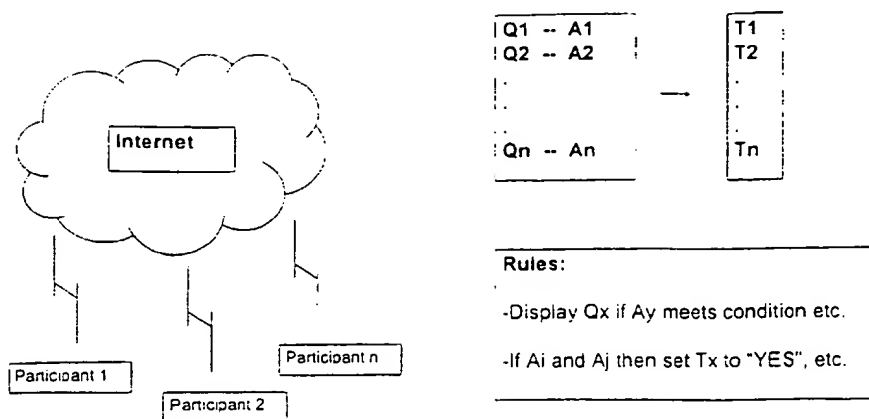 Internet
Participant 1
Participant 2
Participant n
Q1 -- A1
Q2 -- A2
.
.
.
Qn -- An
T1
T2
.
.
.
Tn
Rules:
-Display Qx if Ay meets condition etc.
-If Ai and Aj then set Tx to "YES", etc.